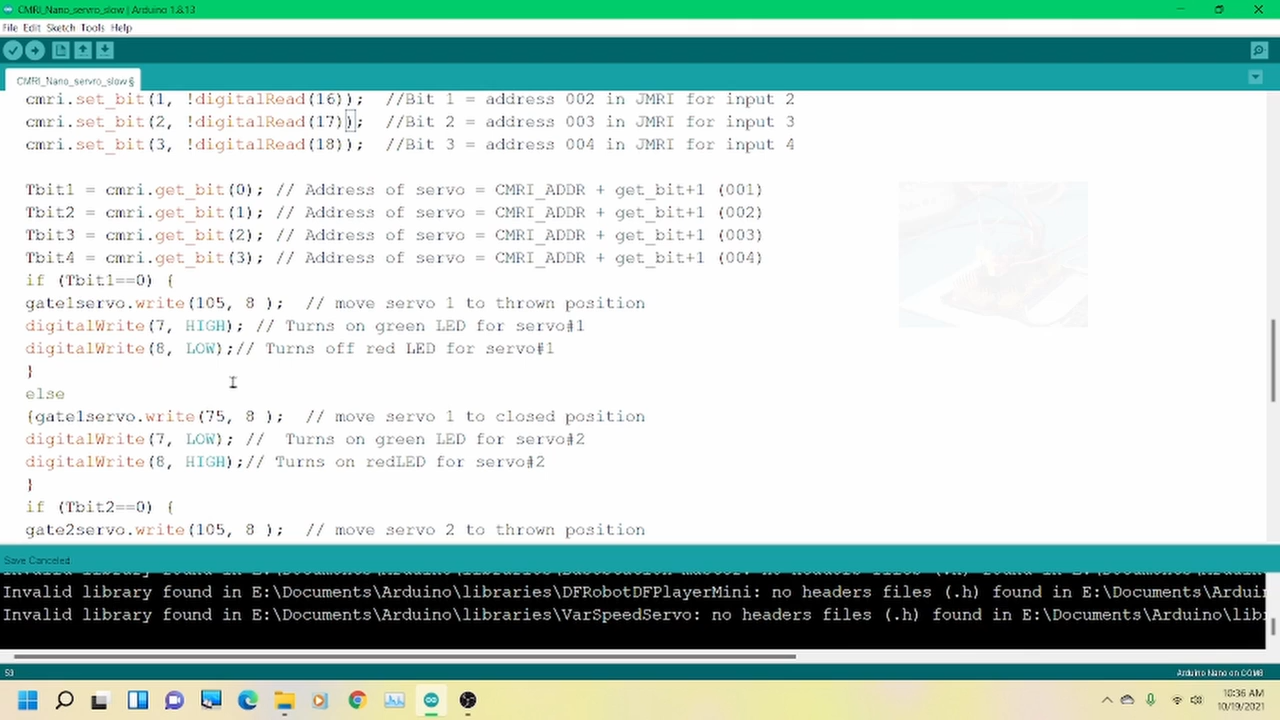 CMRI_Nano_servro_slow | Arduino 1.8.13
File Edit Sketch Tools Help
CMRI_Nano_servro_slow §
cmri.set_bit(1, !digitalRead(16));  //Bit 1 = address 002 in JMRI for input 2
cmri.set_bit(2, !digitalRead(17));  //Bit 2 = address 003 in JMRI for input 3
cmri.set_bit(3, !digitalRead(18));  //Bit 3 = address 004 in JMRI for input 4
Tbit1 = cmri.get_bit(0); // Address of servo = CMRI_ADDR + get_bit+1 (001)
Tbit2 = cmri.get_bit(1); // Address of servo = CMRI_ADDR + get_bit+1 (002)
Tbit3 = cmri.get_bit(2); // Address of servo = CMRI_ADDR + get_bit+1 (003)
Tbit4 = cmri.get_bit(3); // Address of servo = CMRI_ADDR + get_bit+1 (004)
if (Tbit1==0) {
gate1servo.write(105, 8 );  // move servo 1 to thrown position
digitalWrite(7, HIGH); // Turns on green LED for servo#1
digitalWrite(8, LOW);// Turns off red LED for servo#1
}
else
{gate1servo.write(75, 8 );  // move servo 1 to closed position
digitalWrite(7, LOW); //  Turns on green LED for servo#2
digitalWrite(8, HIGH);// Turns on redLED for servo#2
}
if (Tbit2==0) {
gate2servo.write(105, 8 );  // move servo 2 to thrown position
Save Canceled
Invalid library found in E:\Documents\Arduino\libraries\DFRobotDFPlayerMini: no headers files (.h) found in E:\Documents\Arduin
Invalid library found in E:\Documents\Arduino\libraries\VarSpeedServo: no headers files (.h) found in E:\Documents\Arduino\libr
53
Arduino Nano on COM8
10:36 AM
10/19/2021